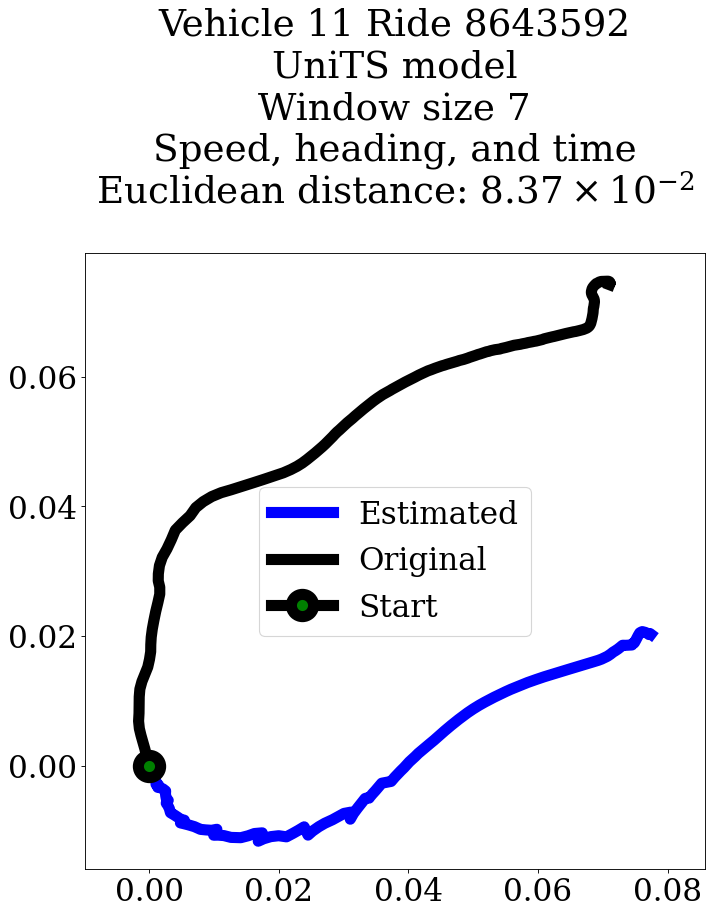 Vehicle 11 Ride 8643592
UniTS model
Window size 7
Speed, heading, and time
Euclidean distance: 8.37 × 10⁻²
0.06
0.04
0.02
0.00
Estimated
Original
Start
0.00 0.02 0.04 0.06 0.08